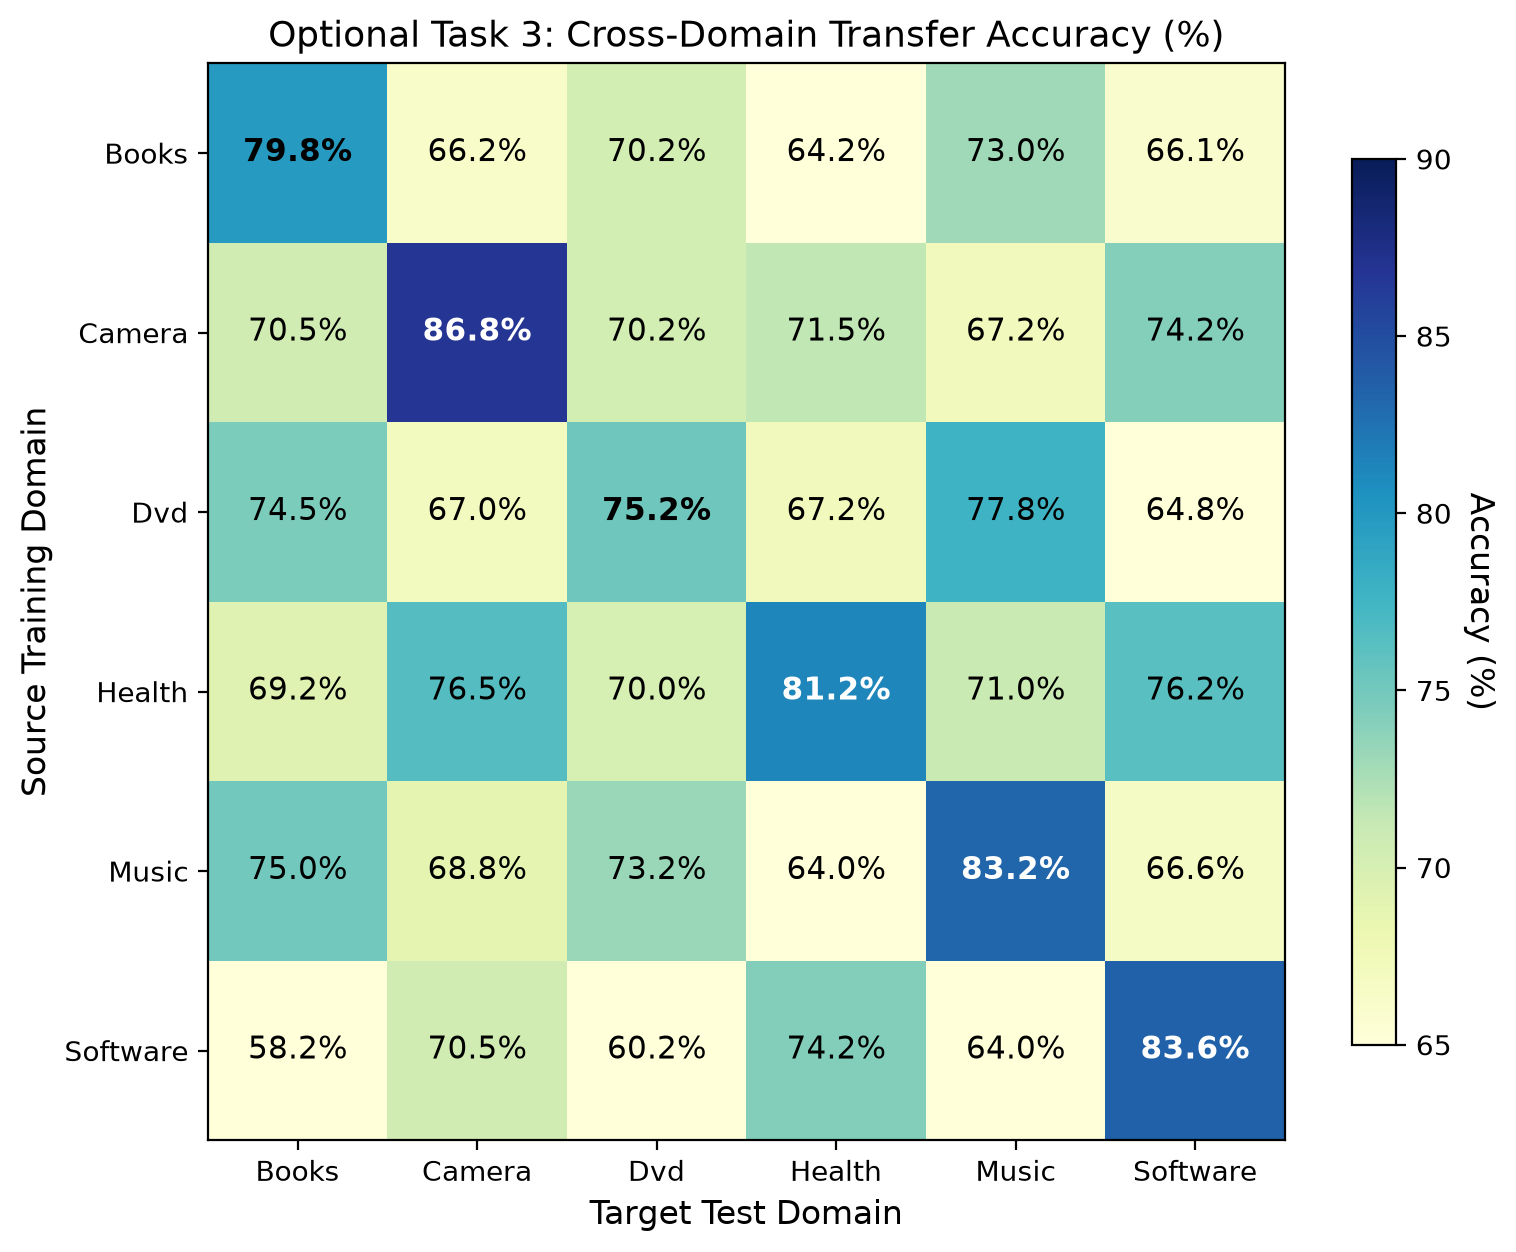 Optional Task 3: Cross-Domain Transfer Accuracy (%)
Source Training Domain
Books 79.8% 66.2% 70.2% 64.2% 73.0% 66.1%
Camera 70.5% 86.8% 70.2% 71.5% 67.2% 74.2%
Dvd 74.5% 67.0% 75.2% 67.2% 77.8% 64.8%
Health 69.2% 76.5% 70.0% 81.2% 71.0% 76.2%
Music 75.0% 68.8% 73.2% 64.0% 83.2% 66.6%
Software 58.2% 70.5% 60.2% 74.2% 64.0% 83.6%
Books Camera Dvd Health Music Software
Target Test Domain
90
85
80
75
70
65
Accuracy (%)